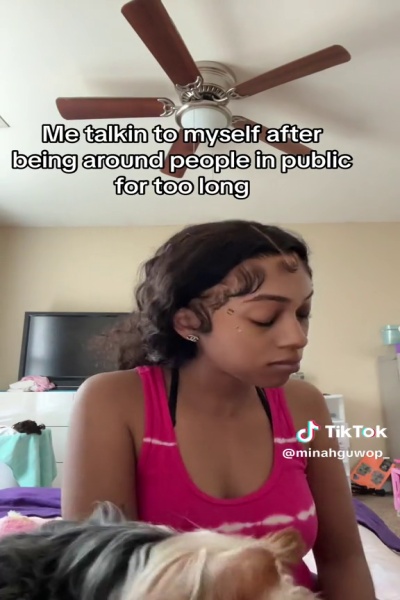 Me talkin to myself after
being around people in public
for too long
TikTok
@minahguwop_